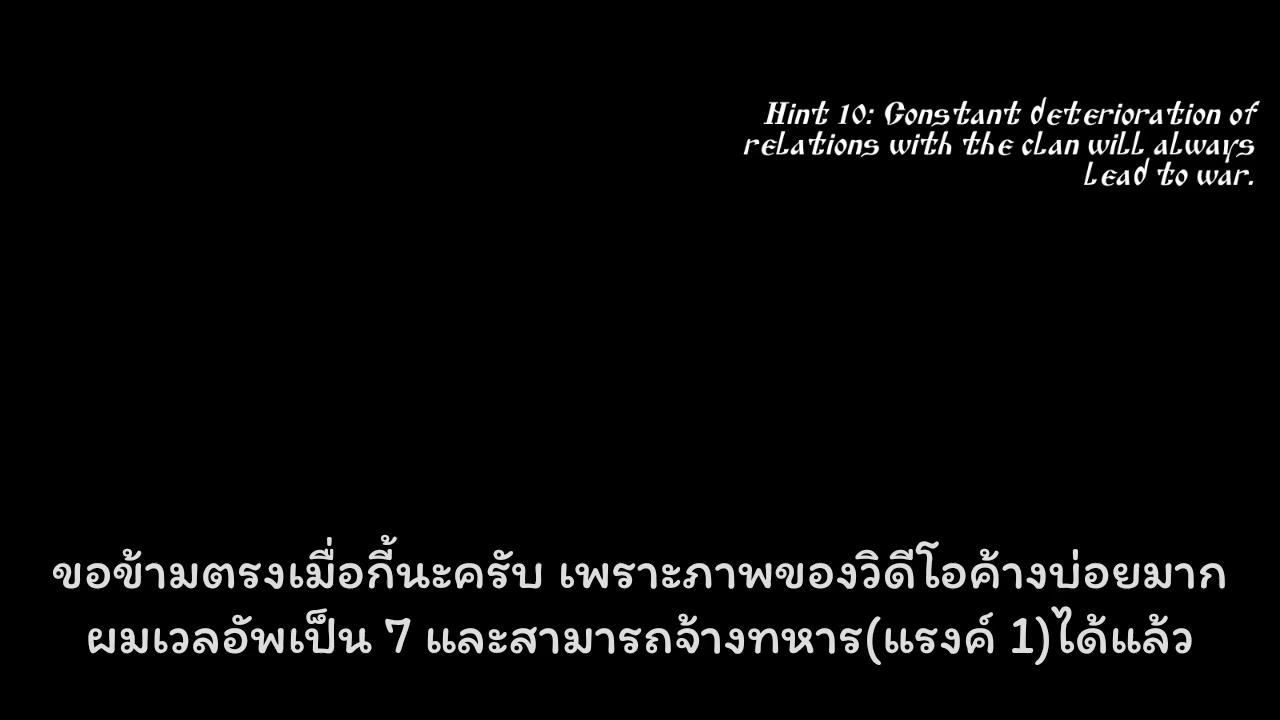 Hint 10: Constant deterioration of
relations with the clan will always
lead to war.
ขอข้ามตรงเมื่อกี้นะครับ เพราะภาพของวิดีโอค้างบ่อยมาก
ผมเวลอัพเป็น 7 และสามารถจ้างทหาร(แรงค์ 1)ได้แล้ว